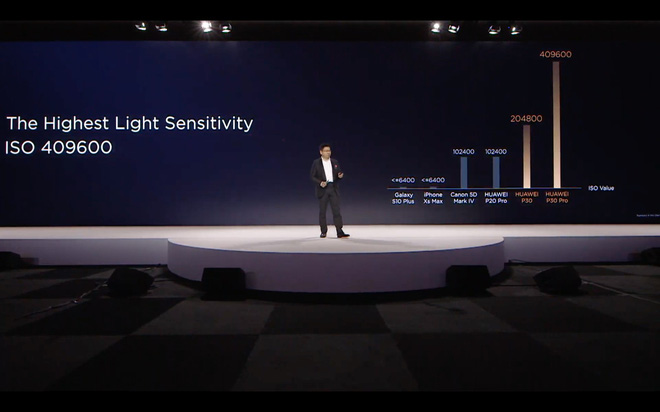 The Highest Light Sensitivity
ISO 409600
409600
204800
102400
102400
<=6400
<=6400
Galaxy
S10 Plus
iPhone
Xs Max
Canon 5D
Mark IV
HUAWEI
P20 Pro
HUAWEI
P30
HUAWEI
P30 Pro
ISO Value